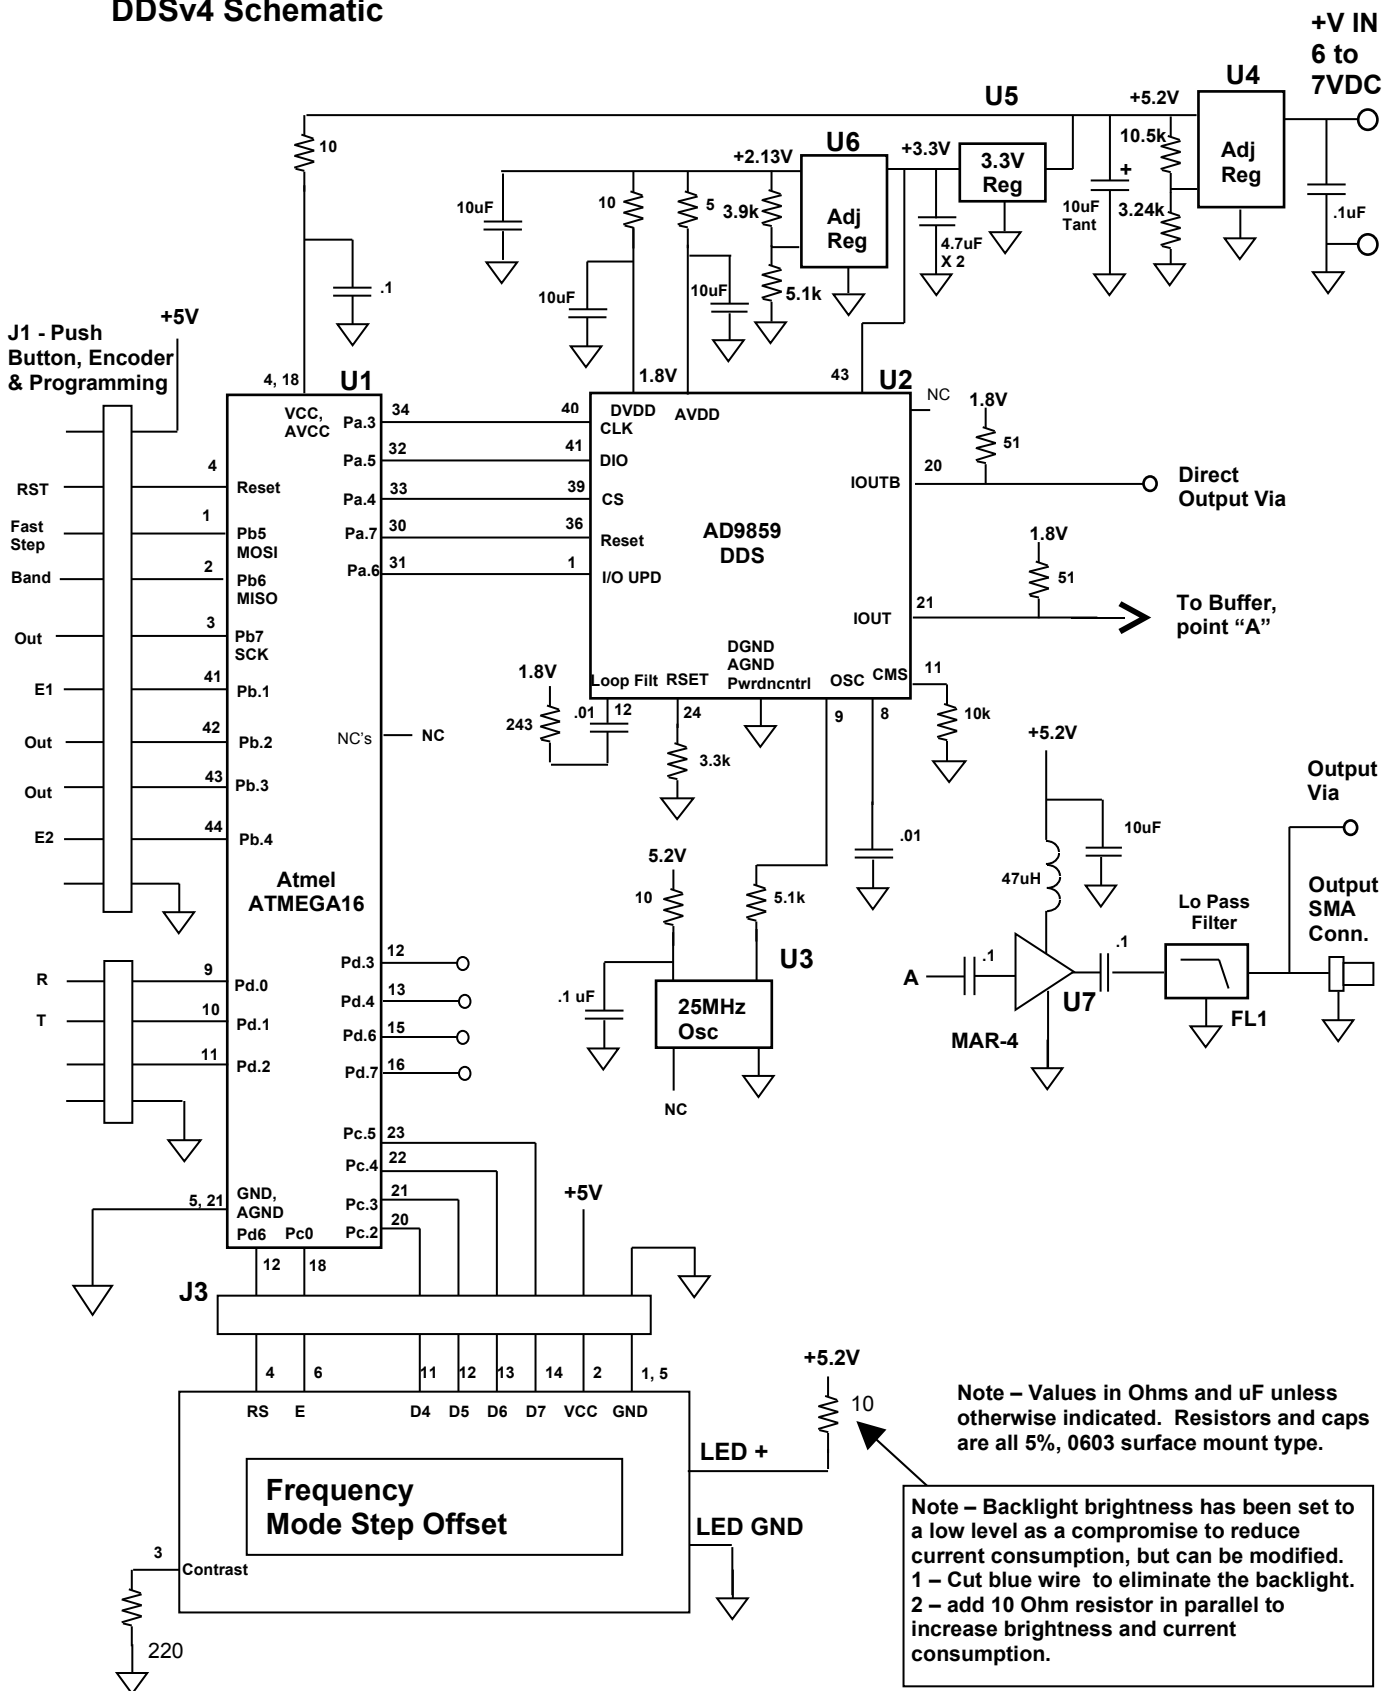 DDSv4 Schematic
+V IN
6 to
7VDC
U4
U5
+5.2V
10.5k
Adj
Reg
3.24k
.1uF
10
+2.13V
U6
+3.3V
3.3V
Reg
+
10uF
Tant
10uF
10
5
3.9k
Adj
Reg
4.7uF
X 2
5.1k
10uF
10uF
.1
J1 - Push
Button, Encoder
& Programming
+5V
4, 18
U1
1.8V
43
U2
VCC,
AVCC
Pa.3
34
40
DVDD
CLK
AVDD
NC
1.8V
51
Pa.5
32
41
DIO
4
RST
Reset
Pa.4
33
39
CS
IOUTB
20
Direct
Output Via
Fast
Step
1
Pb5
MOSI
Pa.7
30
36
Reset
AD9859
DDS
1.8V
51
Band
2
Pb6
MISO
Pa.6
31
1
I/O UPD
Out
3
Pb7
SCK
IOUT
21
To Buffer,
point “A”
E1
41
Pb.1
1.8V
243
.01
Loop Filt
12
RSET
24
3.3k
DGND
AGND
Pwrdncntrl
OSC
9
CMS
8
11
10k
Out
42
Pb.2
NC's
NC
Out
43
Pb.3
E2
44
Pb.4
Atmel
ATMEGA16
5.2V
10
5.1k
.01
+5.2V
10uF
47uH
Output
Via
Lo Pass
Filter
Output
SMA
Conn.
R
9
Pd.0
T
10
Pd.1
11
Pd.2
Pd.3
12
Pd.4
13
Pd.6
15
Pd.7
16
.1 uF
25MHz
Osc
U3
NC
A
.1
U7
.1
MAR-4
FL1
Pc.5
23
Pc.4
22
Pc.3
21
Pc.2
20
5, 21
GND,
AGND
Pd6
Pc0
+5V
12
18
J3
4
6
11
12
13
14
2
1, 5
RS
E
D4
D5
D6
D7
VCC
GND
+5.2V
10
LED +
LED GND
Frequency
Mode Step Offset
3
Contrast
220
Note – Values in Ohms and uF unless
otherwise indicated. Resistors and caps
are all 5%, 0603 surface mount type.
Note – Backlight brightness has been set to
a low level as a compromise to reduce
current consumption, but can be modified.
1 – Cut blue wire to eliminate the backlight.
2 – add 10 Ohm resistor in parallel to
increase brightness and current
consumption.